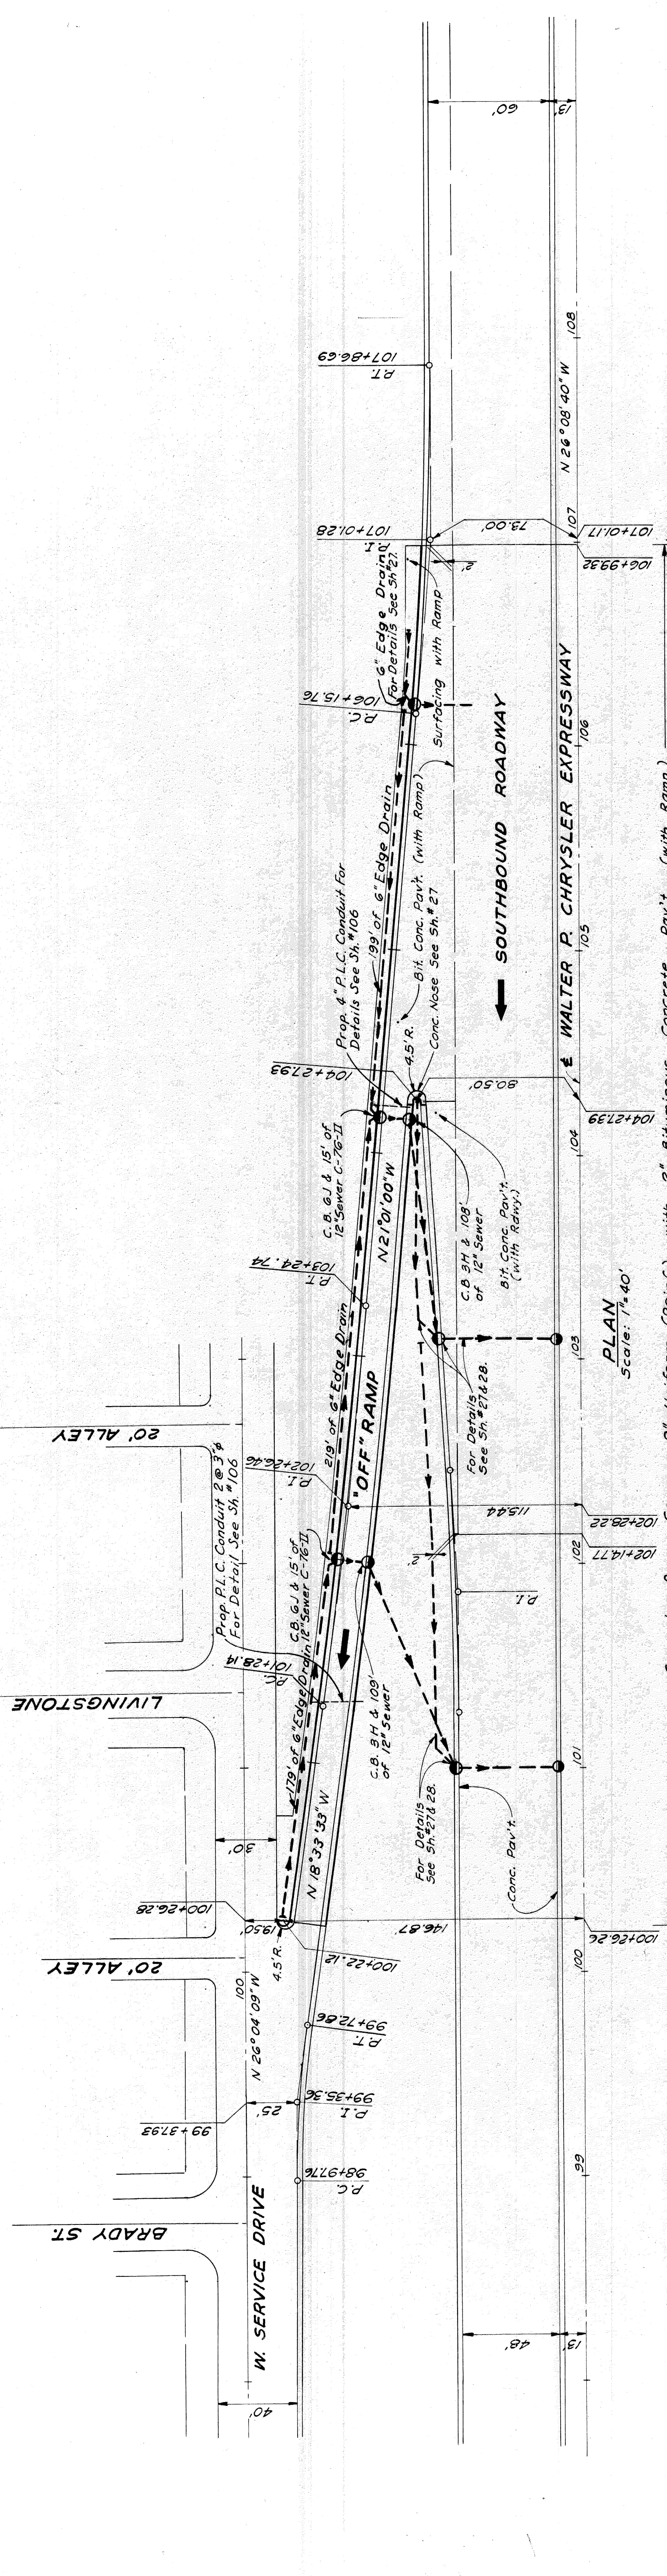 60'
13'
108
P.T.
107+86.69
N 26°08'40" W
107
107+01.17
106+99.32
73.00'
P.I.
107+01.28
2'
6" Edge Drain
For Details See Sh.#27.
Surfacing with Ramp
P.C.
106+15.76
106
SOUTHBOUND ROADWAY
℄ WALTER P. CHRYSLER EXPRESSWAY
199' of 6" Edge Drain
Bit. Conc. Pav't. (with Ramp)
Conc. Nose See Sh.#27
Prop. 4" P.L.C. Conduit For
Details See Sh.#106
105
104+27.93
4.5'R.
80.50'
104+27.39
104
C.B. 6J & 15' of
12" Sewer C-76-II
N 21°01'00" W
C.B 3H & 108'
of 12" Sewer
Bit. Conc. Pav't.
(with Rdwy.)
P.T.
103+24.74
219' of 6" Edge Drain
103
PLAN
Scale: 1"=40'
For Details
See Sh.#27&28.
20' ALLEY
"OFF" RAMP
P.I.
102+26.46
115.44
102+28.22
102+14.77
2'
102
P.I.
Prop. P.L.C. Conduit 2@3"ϕ
For Detail See Sh.#106
C.B. 6J & 15' of
12" Sewer C-76-II
P.C.
101+28.14
LIVINGSTONE
179' of 6" Edge Drain
C.B. 3H & 109'
of 12" Sewer
101
For Details
See Sh.#27&28.
Conc. Pav't.
N 18°33'33" W
30'
100+26.28
19.50'
4.5'R.
146.87'
100+26.26
100+22.12
100
20' ALLEY
100
N 26°04'09" W
P.T.
99+72.86
P.I.
99+35.36
25'
99+37.93
P.C.
98+97.76
99
BRADY ST.
W. SERVICE DRIVE
40'
48'
13'
Concrete Pav't. (with Ramp)